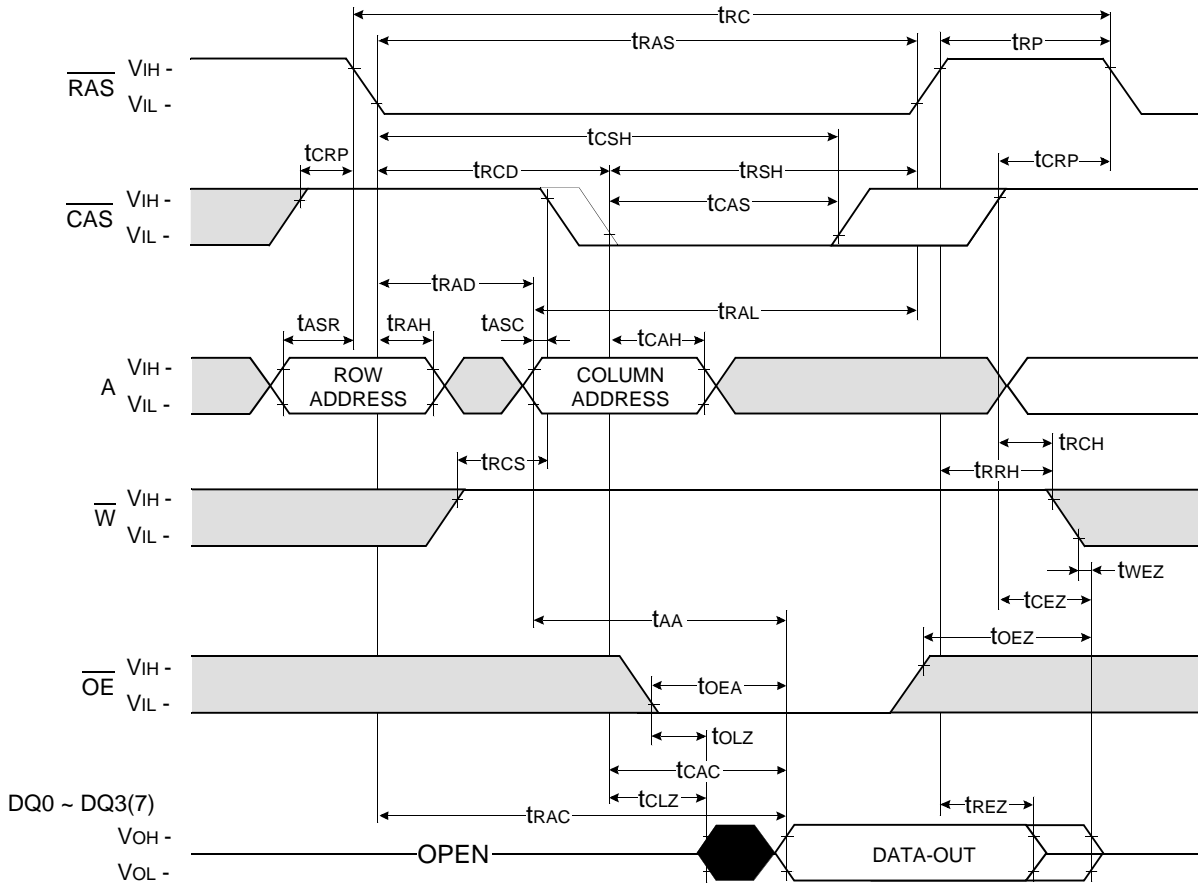 tRC
tRAS
tRP
RAS
VIH -
VIL -
tCSH
tCRP
tRCD
tRSH
tCRP
CAS
VIH -
VIL -
tCAS
tRAD
tRAL
tASR
tRAH
tASC
tCAH
A
VIH -
VIL -
ROW
ADDRESS
COLUMN
ADDRESS
tRCH
tRCS
tRRH
W
VIH -
VIL -
tWEZ
tCEZ
tAA
tOEZ
OE
VIH -
VIL -
tOEA
tOLZ
tCAC
tCLZ
tREZ
tRAC
DQ0 ~ DQ3(7)
VOH -
VOL -
OPEN
DATA-OUT